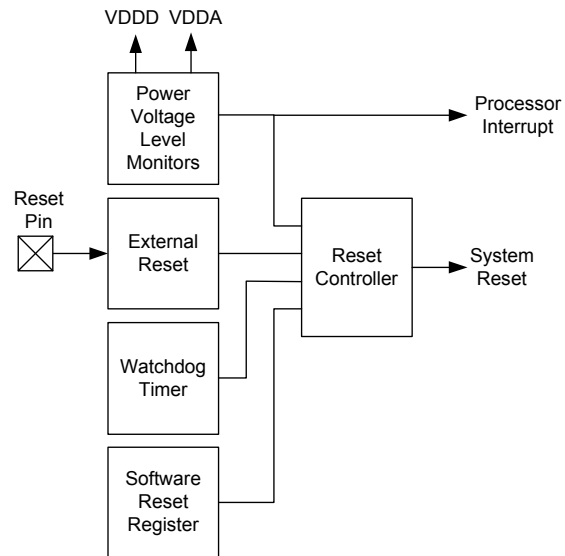 VDDD VDDA
Power
Voltage
Level
Monitors
Processor
Interrupt
Reset
Pin
External
Reset
Reset
Controller
System
Reset
Watchdog
Timer
Software
Reset
Register